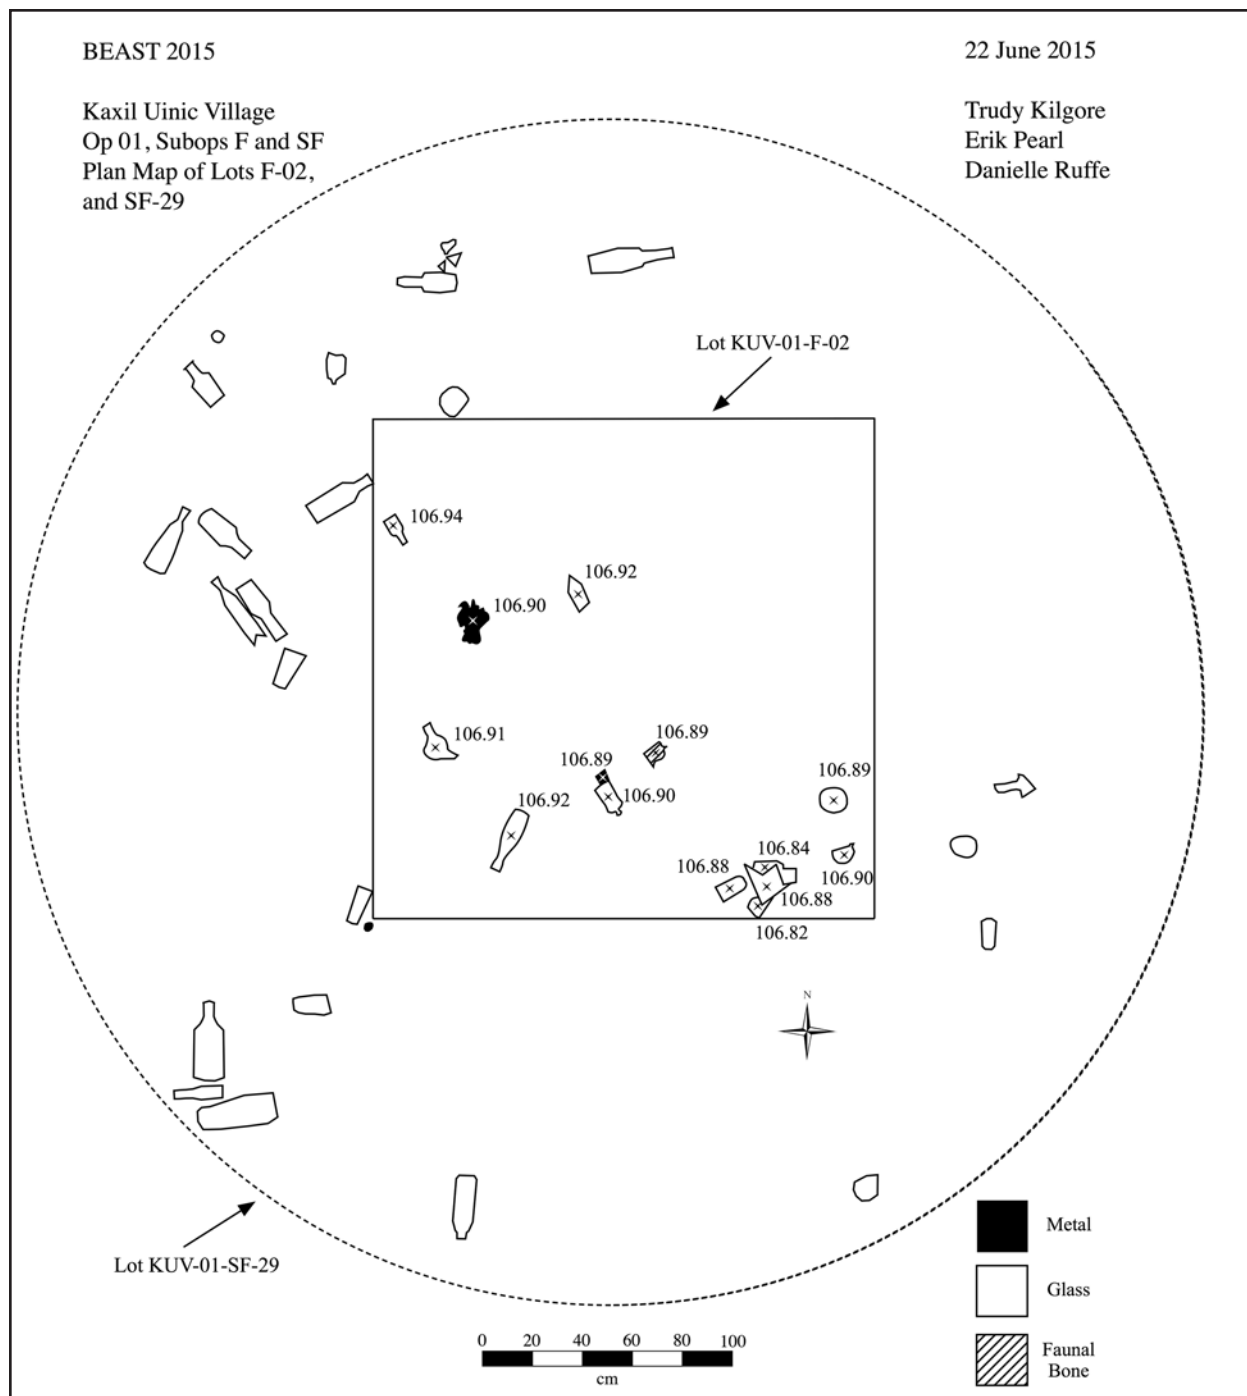 BEAST 2015
22 June 2015
Kaxil Uinic Village
Op 01, Subops F and SF
Plan Map of Lots F-02,
and SF-29
Trudy Kilgore
Erik Pearl
Danielle Ruffe
Lot KUV-01-F-02
106.94
106.92
106.90
106.91
106.89
106.89
106.90
106.92
106.89
106.84
106.88
106.90
106.88
106.82
N
Lot KUV-01-SF-29
Metal
Glass
Faunal
Bone
0 20 40 60 80 100
cm